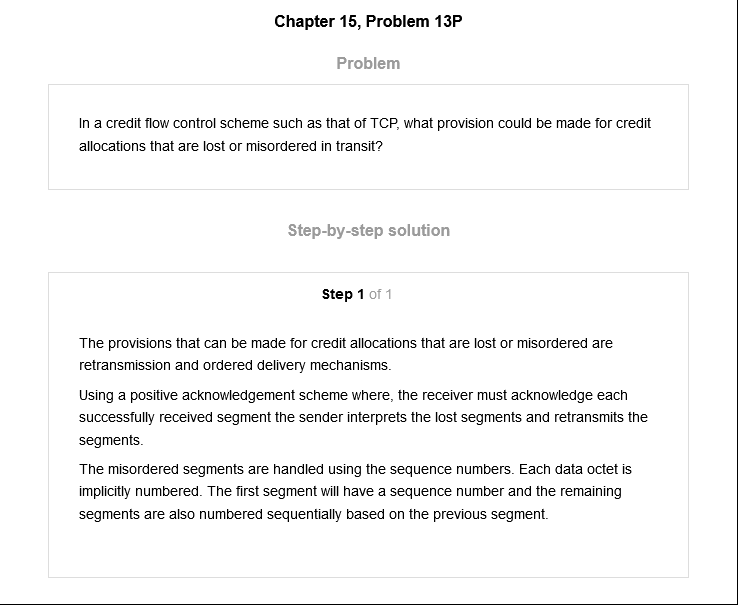 Chapter 15, Problem 13P
Problem
In a credit flow control scheme such as that of TCP, what provision could be made for credit
allocations that are lost or misordered in transit?
Step-by-step solution
Step 1 of 1
The provisions that can be made for credit allocations that are lost or misordered are
retransmission and ordered delivery mechanisms.
Using a positive acknowledgement scheme where, the receiver must acknowledge each
successfully received segment the sender interprets the lost segments and retransmits the
segments.
The misordered segments are handled using the sequence numbers. Each data octet is
implicitly numbered. The first segment will have a sequence number and the remaining
segments are also numbered sequentially based on the previous segment.